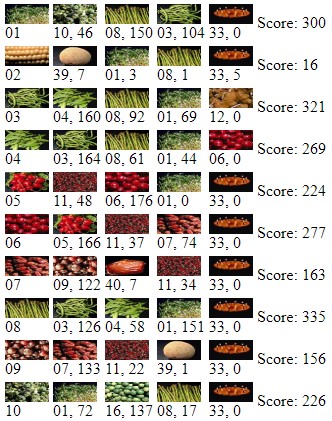 01 10, 46 08, 150 03, 104 33, 0 Score: 300
02 39, 7 01, 3 08, 1 33, 5 Score: 16
03 04, 160 08, 92 01, 69 12, 0 Score: 321
04 03, 164 08, 61 01, 44 06, 0 Score: 269
05 11, 48 06, 176 01, 0 33, 0 Score: 224
06 05, 166 11, 37 07, 74 33, 0 Score: 277
07 09, 122 40, 7 11, 34 33, 0 Score: 163
08 03, 126 04, 58 01, 151 33, 0 Score: 335
09 07, 133 11, 22 39, 1 33, 0 Score: 156
10 01, 72 16, 137 08, 17 33, 0 Score: 226